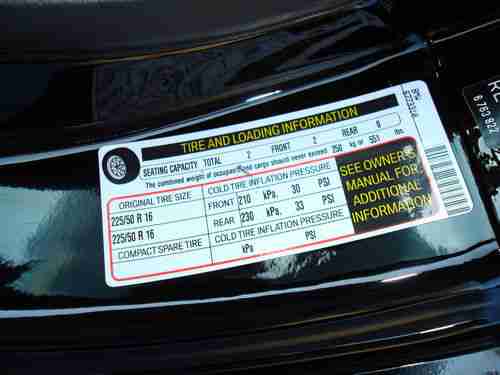 TIRE AND LOADING INFORMATION
SEATING CAPACITY TOTAL 2 FRONT 2 REAR 0
The combined weight of occupants and cargo should never exceed 250 kg or 551 lbs
ORIGINAL TIRE SIZE
225/50 R 16
225/50 R 16
COMPACT SPARE TIRE
COLD TIRE INFLATION PRESSURE
FRONT 210 kPa, 30 PSI
REAR 230 kPa, 33 PSI
COLD TIRE INFLATION PRESSURE
kPa PSI
SEE OWNER'S
MANUAL FOR
ADDITIONAL
INFORMATION
6 763 927